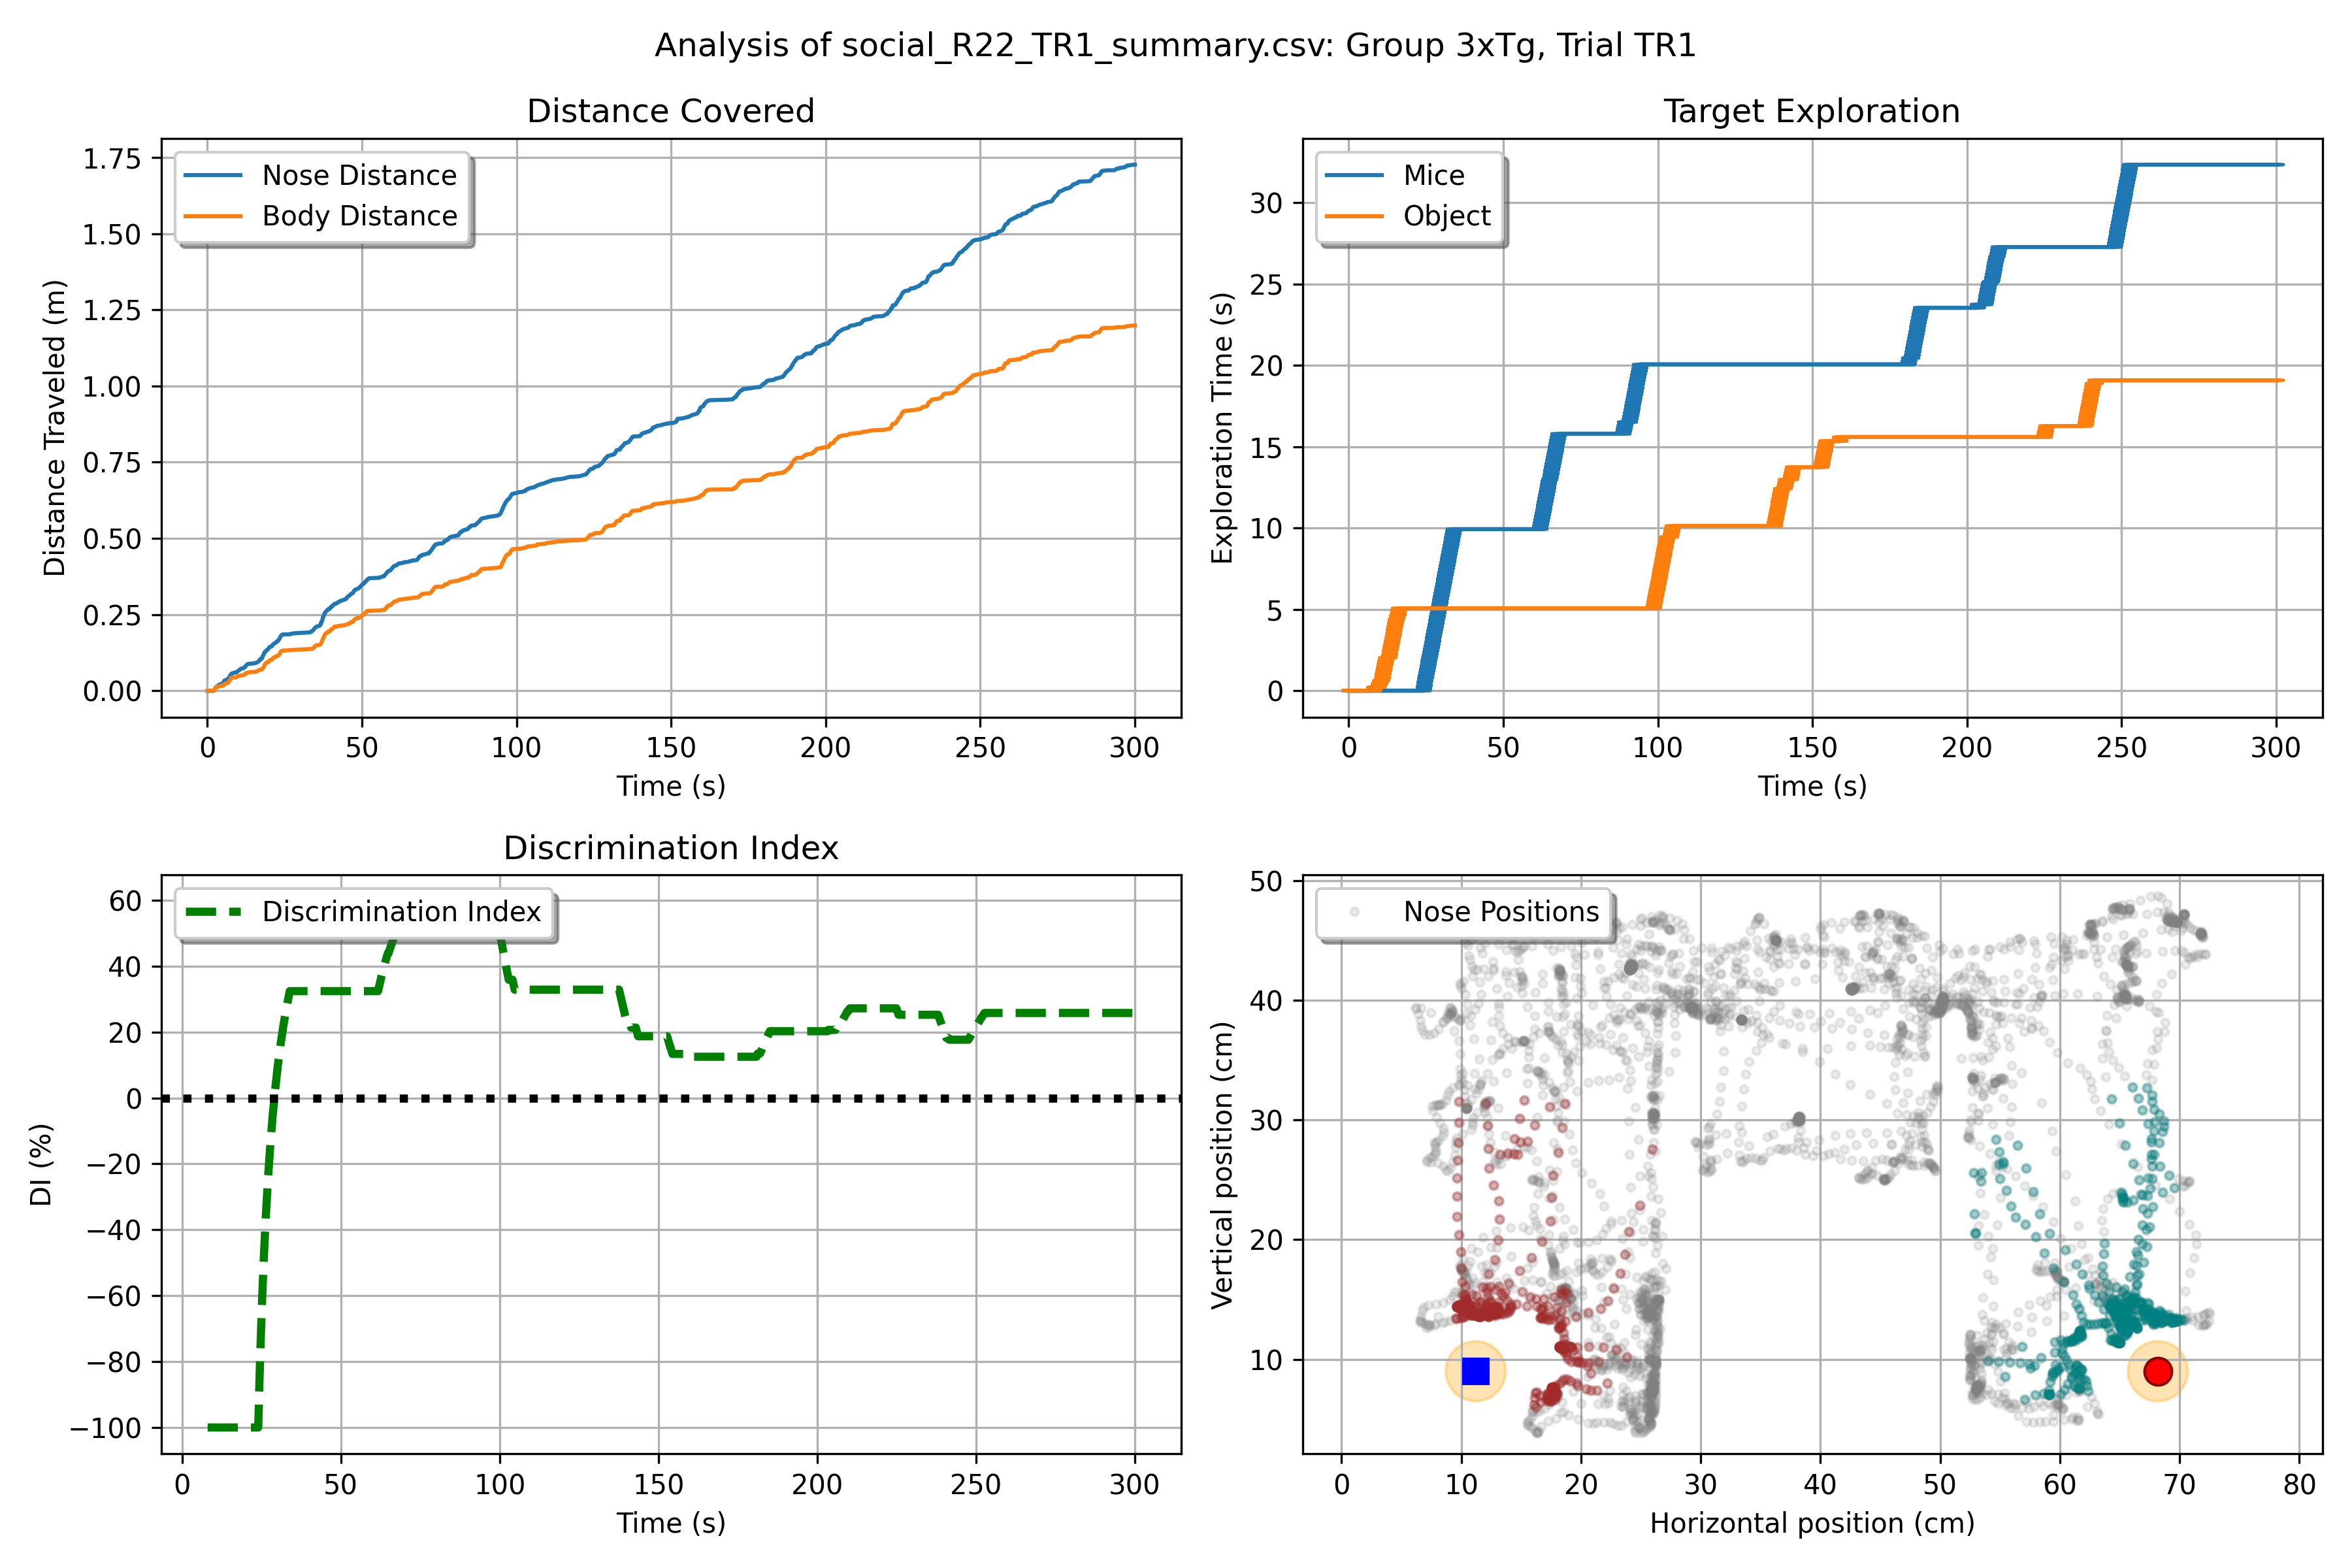 Analysis of social_R22_TR1_summary.csv: Group 3xTg, Trial TR1
Distance Covered
Nose Distance
Body Distance
Distance Traveled (m)
1.75
1.50
1.25
1.00
0.75
0.50
0.25
0.00
0 50 100 150 200 250 300
Time (s)
Target Exploration
Mice
Object
Exploration Time (s)
30
25
20
15
10
5
0
0 50 100 150 200 250 300
Time (s)
Discrimination Index
Discrimination Index
DI (%)
60
40
20
0
−20
−40
−60
−80
−100
0 50 100 150 200 250 300
Time (s)
Nose Positions
Vertical position (cm)
50
40
30
20
10
0 10 20 30 40 50 60 70 80
Horizontal position (cm)